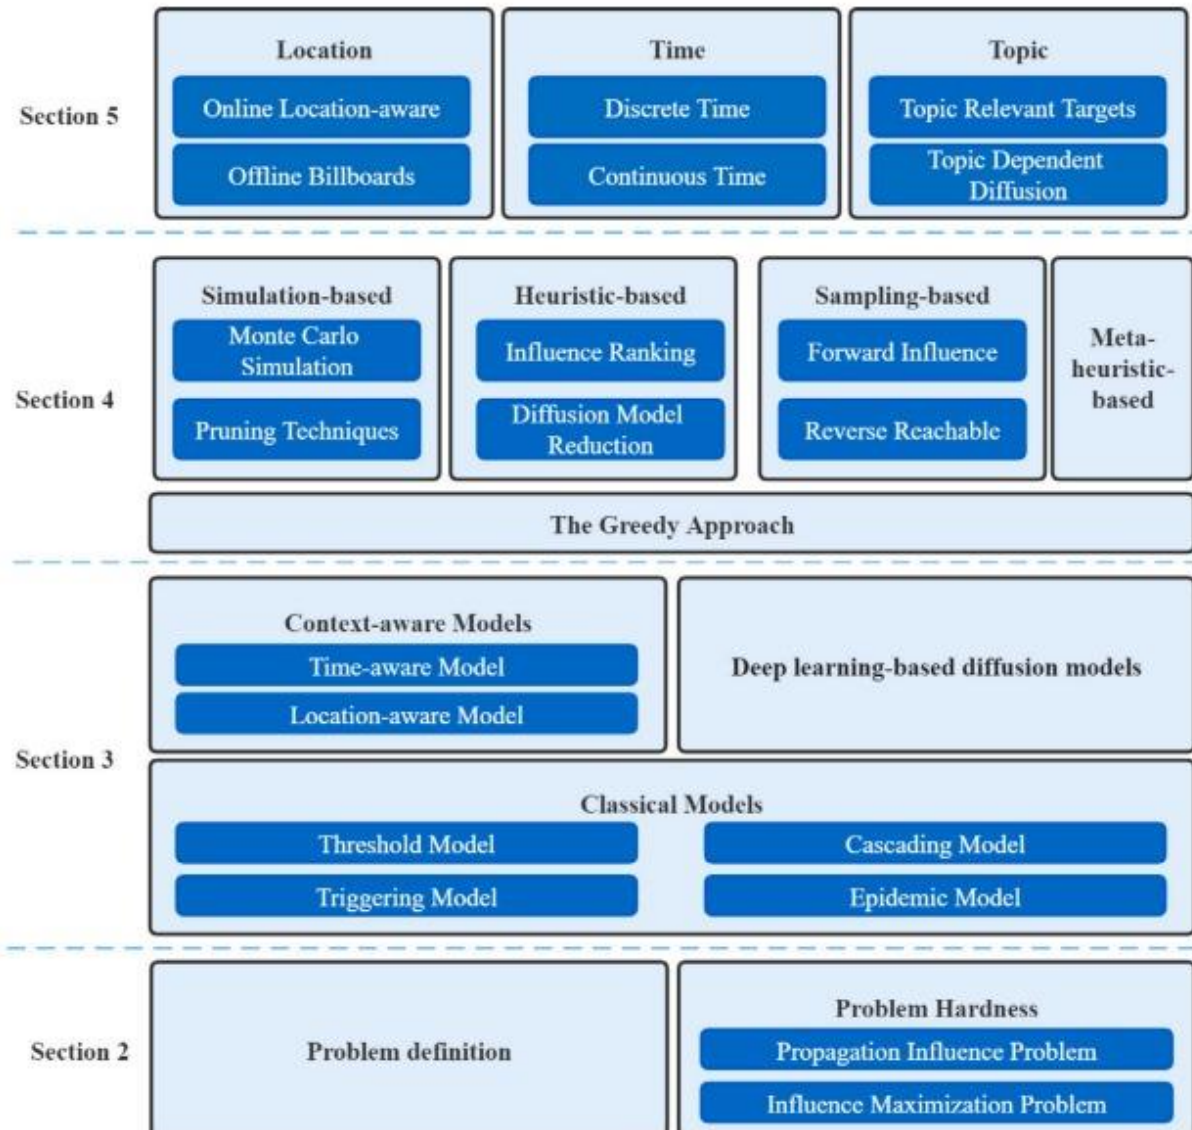 Section 5
Location
Online Location-aware
Offline Billboards
Time
Discrete Time
Continuous Time
Topic
Topic Relevant Targets
Topic Dependent
Diffusion
Section 4
Simulation-based
Monte Carlo
Simulation
Pruning Techniques
Heuristic-based
Influence Ranking
Diffusion Model
Reduction
Sampling-based
Forward Influence
Reverse Reachable
Meta-
heuristic-
based
The Greedy Approach
Section 3
Context-aware Models
Time-aware Model
Location-aware Model
Deep learning-based diffusion models
Classical Models
Threshold Model
Cascading Model
Triggering Model
Epidemic Model
Section 2
Problem definition
Problem Hardness
Propagation Influence Problem
Influence Maximization Problem